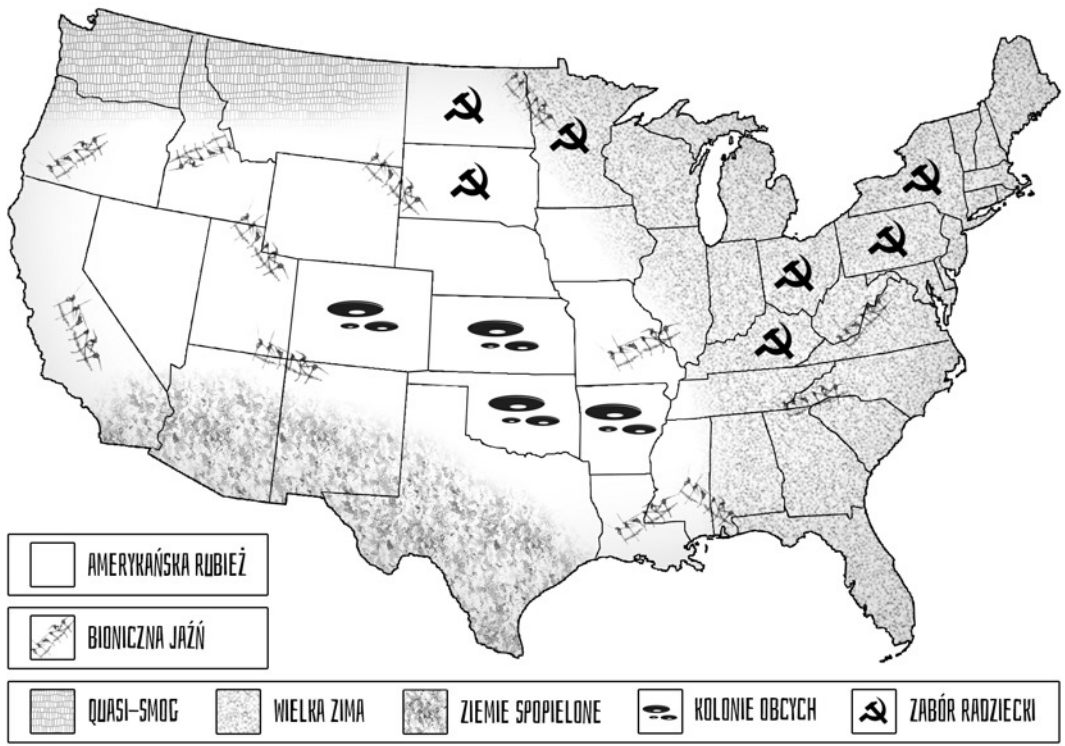 AMERYKAŃSKA RUBIEŻ
BIONICZNA JAŹŃ
QUASI-SMOG
WIELKA ZIMA
ZIEMIE SPOPIELONE
KOLONIE OBCYCH
ZABÓR RADZIECKI